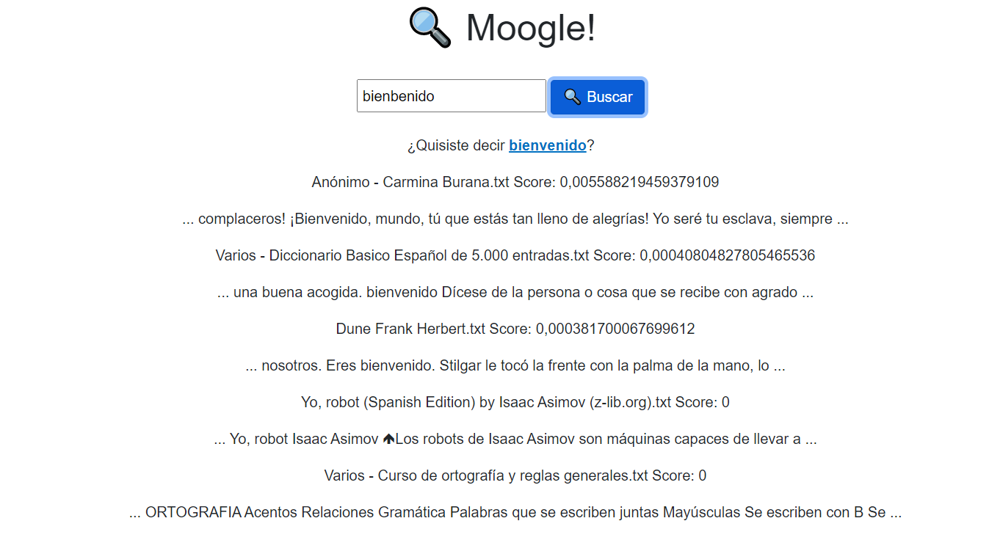 Moogle!
bienbenido
Buscar
¿Quisiste decir bienvenido?
Anónimo - Carmina Burana.txt Score: 0,005588219459379109
... complaceros! ¡Bienvenido, mundo, tú que estás tan lleno de alegrías! Yo seré tu esclava, siempre ...
Varios - Diccionario Basico Español de 5.000 entradas.txt Score: 0,00040804827805465536
... una buena acogida. bienvenido Dícese de la persona o cosa que se recibe con agrado ...
Dune Frank Herbert.txt Score: 0,000381700067699612
... nosotros. Eres bienvenido. Stilgar le tocó la frente con la palma de la mano, lo ...
Yo, robot (Spanish Edition) by Isaac Asimov (z-lib.org).txt Score: 0
... Yo, robot Isaac Asimov 🡹Los robots de Isaac Asimov son máquinas capaces de llevar a ...
Varios - Curso de ortografía y reglas generales.txt Score: 0
... ORTOGRAFIA Acentos Relaciones Gramática Palabras que se escriben juntas Mayúsculas Se escriben con B Se ...